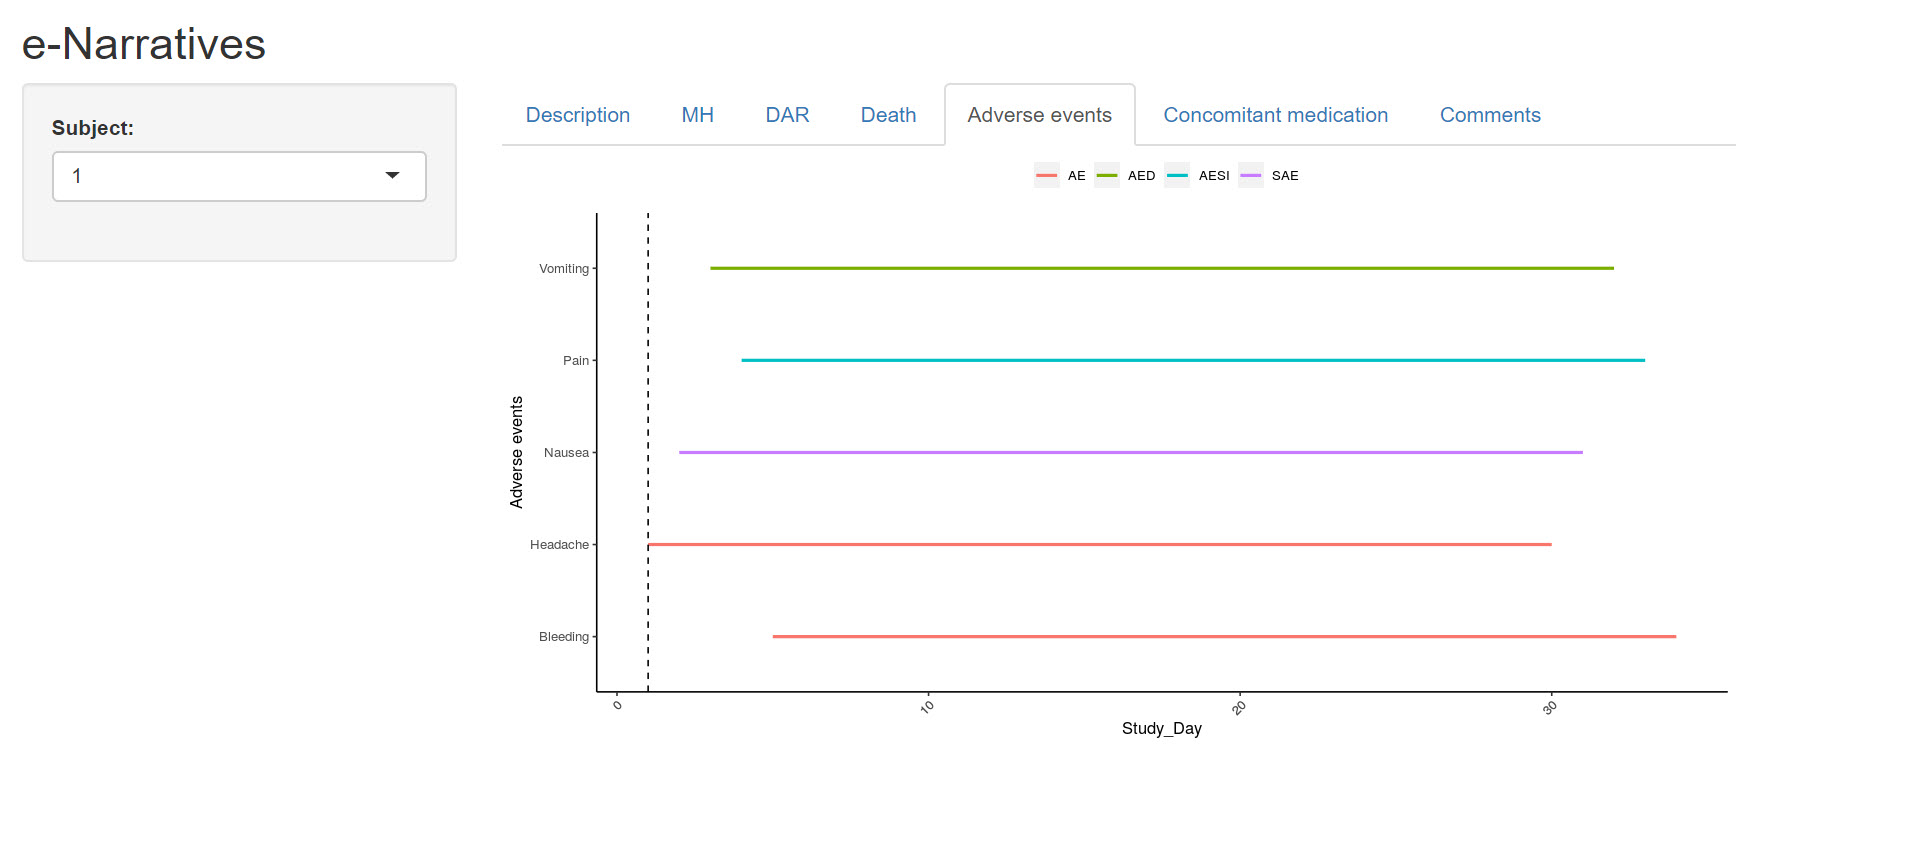 e-Narratives
Subject:
1
Description MH DAR Death Adverse events Concomitant medication Comments
AE AED AESI SAE
Adverse events
Vomiting
Pain
Nausea
Headache
Bleeding
0 10 20 30
Study_Day